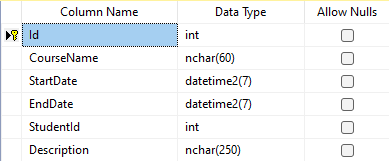 Column Name Data Type Allow Nulls
Id int
CourseName nchar(60)
StartDate datetime2(7)
EndDate datetime2(7)
StudentId int
Description nchar(250)